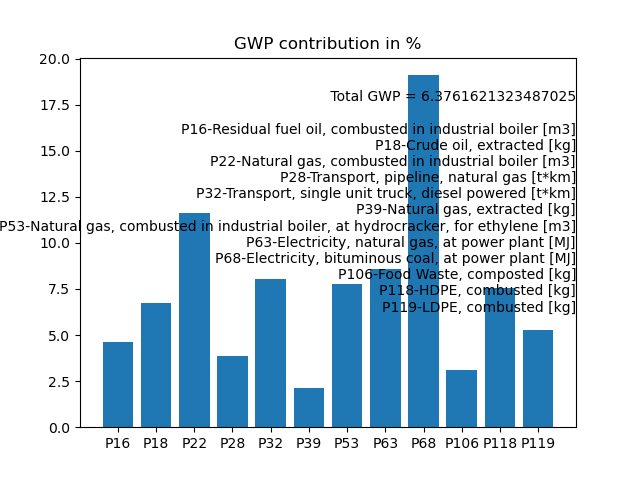 GWP contribution in %
20.0
17.5
15.0
12.5
10.0
7.5
5.0
2.5
0.0
Total GWP = 6.3761621323487025
P16-Residual fuel oil, combusted in industrial boiler [m3]
P18-Crude oil, extracted [kg]
P22-Natural gas, combusted in industrial boiler [m3]
P28-Transport, pipeline, natural gas [t*km]
P32-Transport, single unit truck, diesel powered [t*km]
P39-Natural gas, extracted [kg]
P53-Natural gas, combusted in industrial boiler, at hydrocracker, for ethylene [m3]
P63-Electricity, natural gas, at power plant [MJ]
P68-Electricity, bituminous coal, at power plant [MJ]
P106-Food Waste, composted [kg]
P118-HDPE, combusted [kg]
P119-LDPE, combusted [kg]
P16 P18 P22 P28 P32 P39 P53 P63 P68 P106 P118 P119